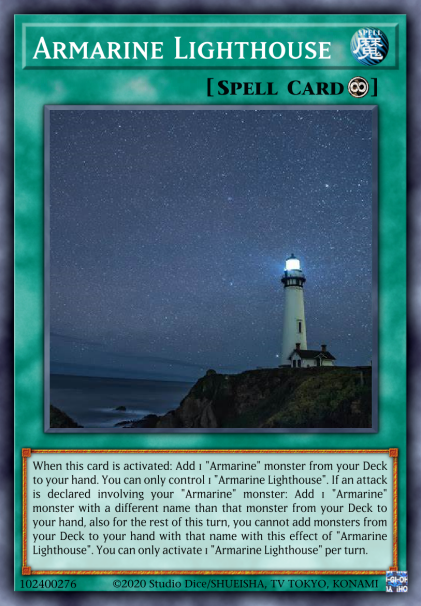 ARMARINE LIGHTHOUSE
SPELL
魔
[SPELL CARD]
When this card is activated: Add 1 "Armarine" monster from your Deck
to your hand. You can only control 1 "Armarine Lighthouse". If an attack
is declared involving your "Armarine" monster: Add 1 "Armarine"
monster with a different name than that monster from your Deck to
your hand, also for the rest of this turn, you cannot add monsters from
your Deck to your hand with that name with this effect of "Armarine
Lighthouse". You can only activate 1 "Armarine Lighthouse" per turn.
102400276
©2020 Studio Dice/SHUEISHA, TV TOKYO, KONAMI